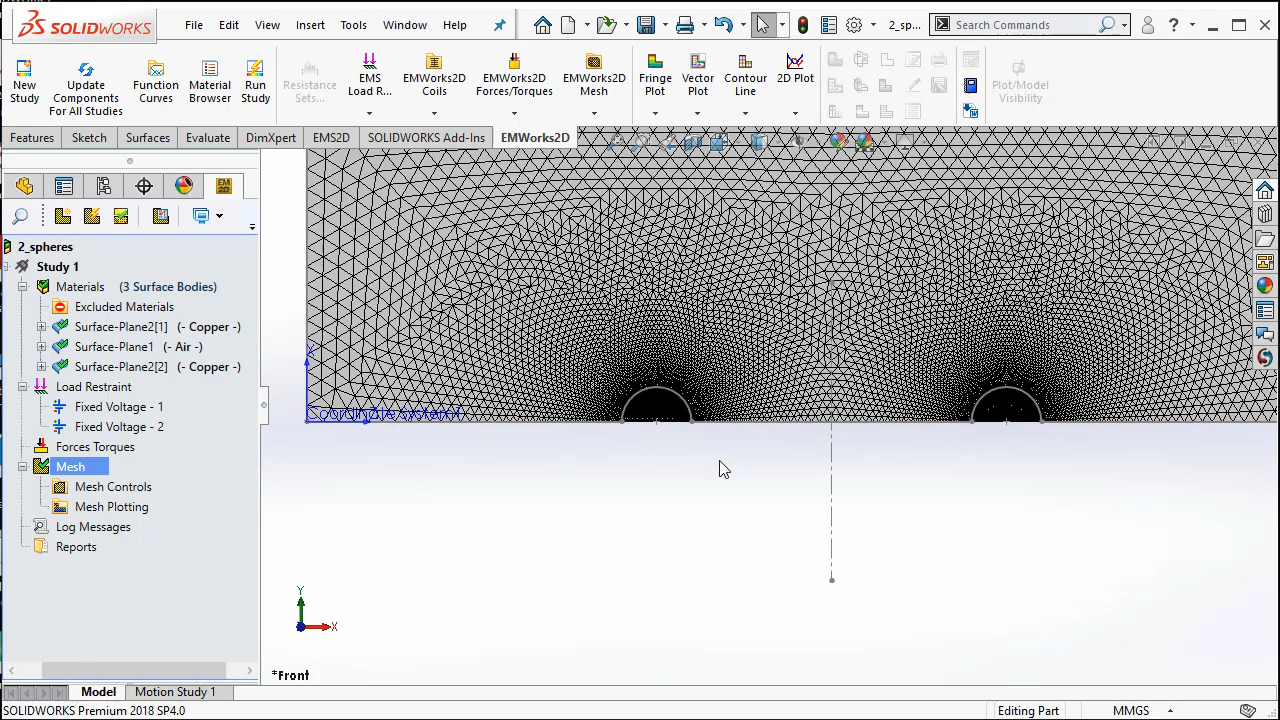 SOLIDWORKS
File Edit View Insert Tools Window Help
2_sp...
Search Commands
New Study
Update Components For All Studies
Function Curves
Material Browser
Run Study
Resistance Sets...
EMS Load R...
EMWorks2D Coils
EMWorks2D Forces/Torques
EMWorks2D Mesh
Fringe Plot
Vector Plot
Contour Line
2D Plot
Plot/Model Visibility
Features Sketch Surfaces Evaluate DimXpert EMS2D SOLIDWORKS Add-Ins EMWorks2D
EM 2D
2_spheres
Study 1
Materials (3 Surface Bodies)
Excluded Materials
Surface-Plane2[1] (- Copper -)
Surface-Plane1 (- Air -)
Surface-Plane2[2] (- Copper -)
Load Restraint
Fixed Voltage - 1
Fixed Voltage - 2
Forces Torques
Mesh
Mesh Controls
Mesh Plotting
Log Messages
Reports
Coordinate System1
Y
X
*Front
Model Motion Study 1
SOLIDWORKS Premium 2018 SP4.0
Editing Part
MMGS